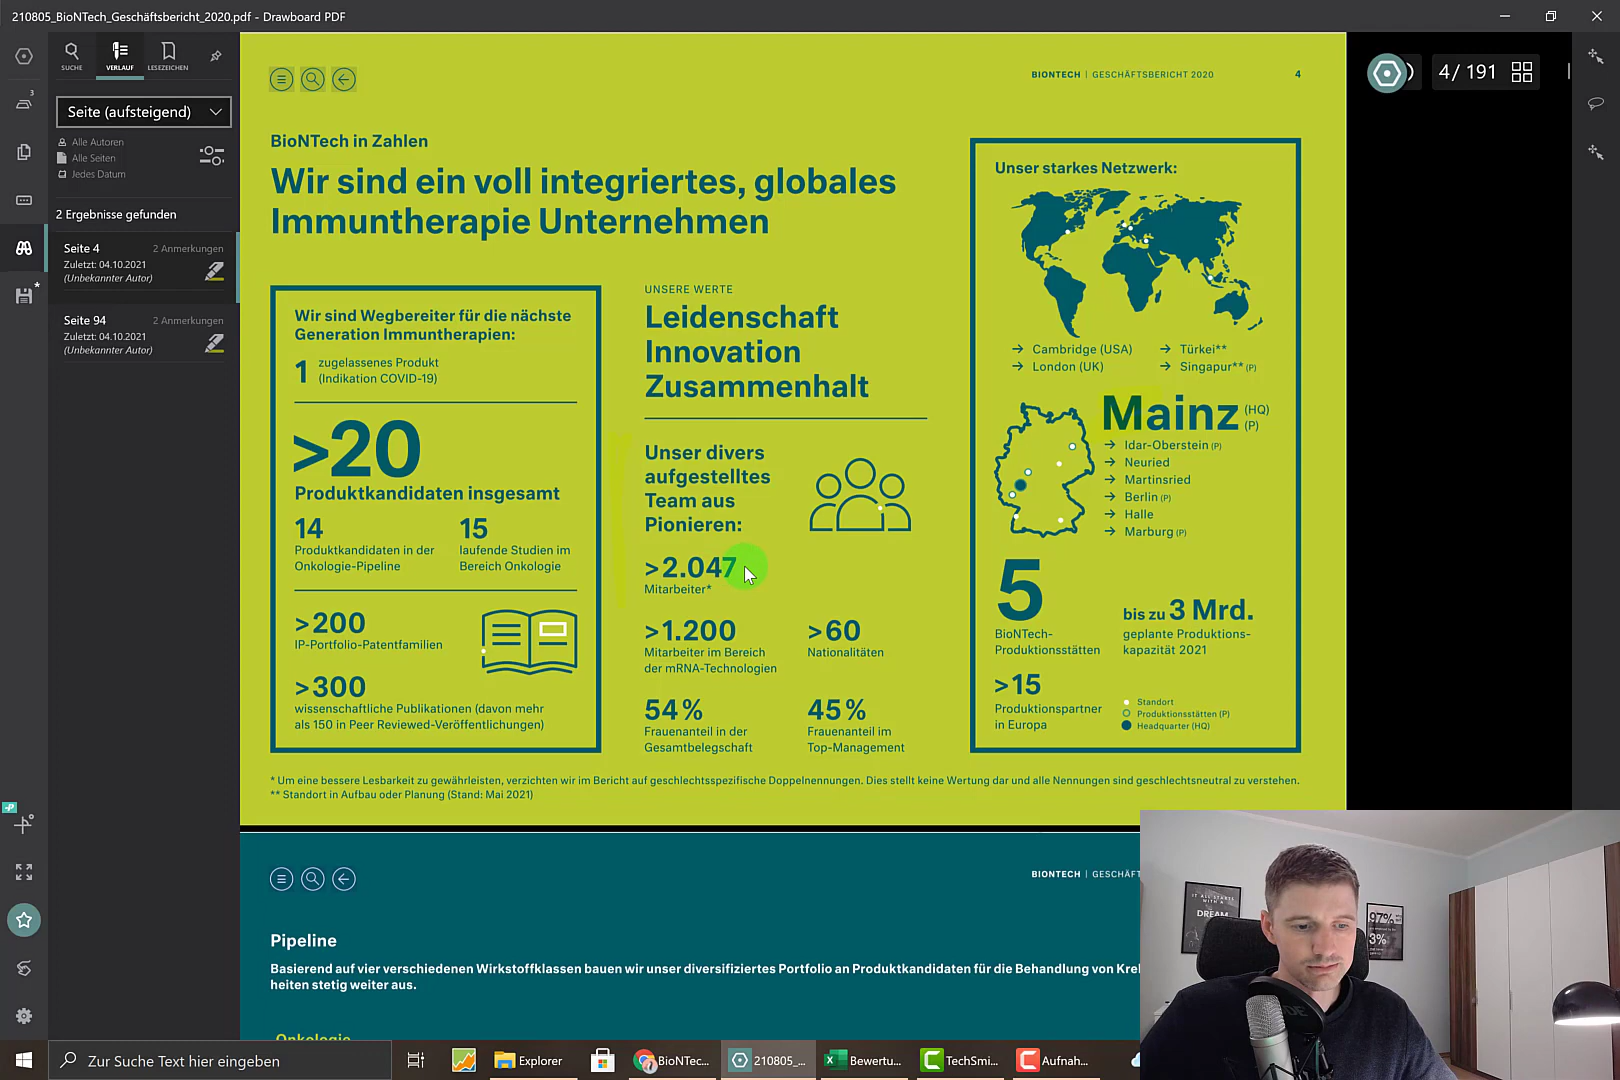 210805_BioNTech_Geschäftsbericht_2020.pdf - Drawboard PDF
SUCHE
VERLAUF
LESEZEICHEN
3
Seite (aufsteigend)
Alle Autoren
Alle Seiten
Jedes Datum
2 Ergebnisse gefunden
Seite 4
2 Anmerkungen
Zuletzt: 04.10.2021
(Unbekannter Autor)
Seite 94
2 Anmerkungen
Zuletzt: 04.10.2021
(Unbekannter Autor)
4 / 191
BIONTECH | GESCHÄFTSBERICHT 2020
4
BioNTech in Zahlen
Wir sind ein voll integriertes, globales
Immuntherapie Unternehmen
Wir sind Wegbereiter für die nächste
Generation Immuntherapien:
1 zugelassenes Produkt
(Indikation COVID-19)
>20
Produktkandidaten insgesamt
14
Produktkandidaten in der
Onkologie-Pipeline
15
laufende Studien im
Bereich Onkologie
>200
IP-Portfolio-Patentfamilien
>300
wissenschaftliche Publikationen (davon mehr
als 150 in Peer Reviewed-Veröffentlichungen)
UNSERE WERTE
Leidenschaft
Innovation
Zusammenhalt
Unser divers
aufgestelltes
Team aus
Pionieren:
>2.047
Mitarbeiter*
>1.200
Mitarbeiter im Bereich
der mRNA-Technologien
>60
Nationalitäten
54%
Frauenanteil in der
Gesamtbelegschaft
45%
Frauenanteil im
Top-Management
Unser starkes Netzwerk:
→ Cambridge (USA)
→ London (UK)
→ Türkei**
→ Singapur** (P)
Mainz (HQ)
(P)
→ Idar-Oberstein (P)
→ Neuried
→ Martinsried
→ Berlin (P)
→ Halle
→ Marburg (P)
5
BioNTech-
Produktionsstätten
bis zu 3 Mrd.
geplante Produktions-
kapazität 2021
>15
Produktionspartner
in Europa
Standort
Produktionsstätten (P)
Headquarter (HQ)
* Um eine bessere Lesbarkeit zu gewährleisten, verzichten wir im Bericht auf geschlechtsspezifische Doppelnennungen. Dies stellt keine Wertung dar und alle Nennungen sind geschlechtsneutral zu verstehen.
** Standort in Aufbau oder Planung (Stand: Mai 2021)
BIONTECH | GESCHÄFT
Pipeline
Basierend auf vier verschiedenen Wirkstoffklassen bauen wir unser diversifiziertes Portfolio an Produktkandidaten für die Behandlung von Kre
heiten stetig weiter aus.
Onkologie
IT ALL STARTS
WITH A
DREAM
97%
3%
Zur Suche Text hier eingeben
Explorer
BioNTec...
210805_...
Bewertu...
TechSmi...
Aufnah...